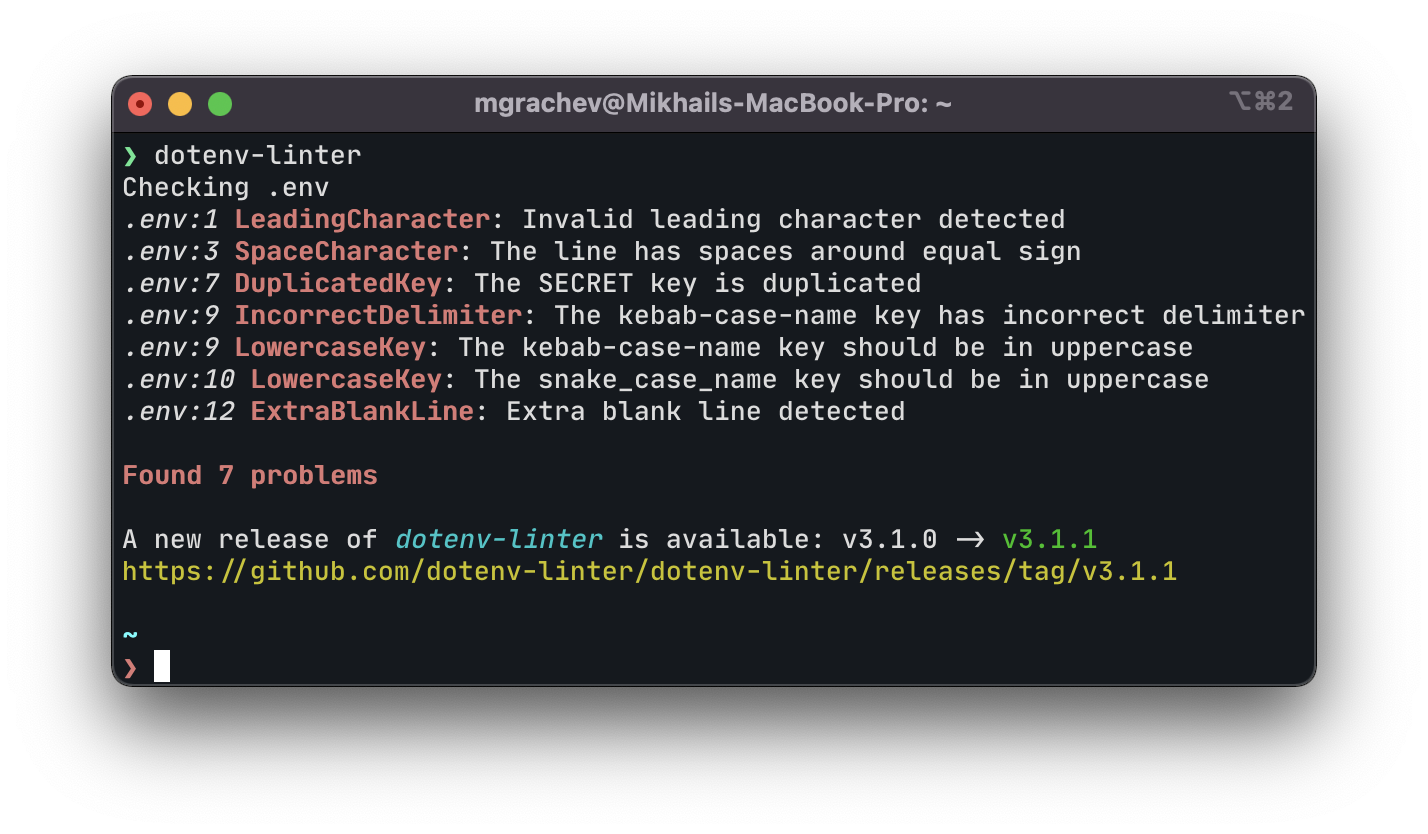 mgrachev@Mikhails-MacBook-Pro: ~ ⌥⌘2
❯ dotenv-linter
Checking .env
.env:1 LeadingCharacter: Invalid leading character detected
.env:3 SpaceCharacter: The line has spaces around equal sign
.env:7 DuplicatedKey: The SECRET key is duplicated
.env:9 IncorrectDelimiter: The kebab-case-name key has incorrect delimiter
.env:9 LowercaseKey: The kebab-case-name key should be in uppercase
.env:10 LowercaseKey: The snake_case_name key should be in uppercase
.env:12 ExtraBlankLine: Extra blank line detected
Found 7 problems
A new release of dotenv-linter is available: v3.1.0 → v3.1.1
https://github.com/dotenv-linter/dotenv-linter/releases/tag/v3.1.1
~
❯